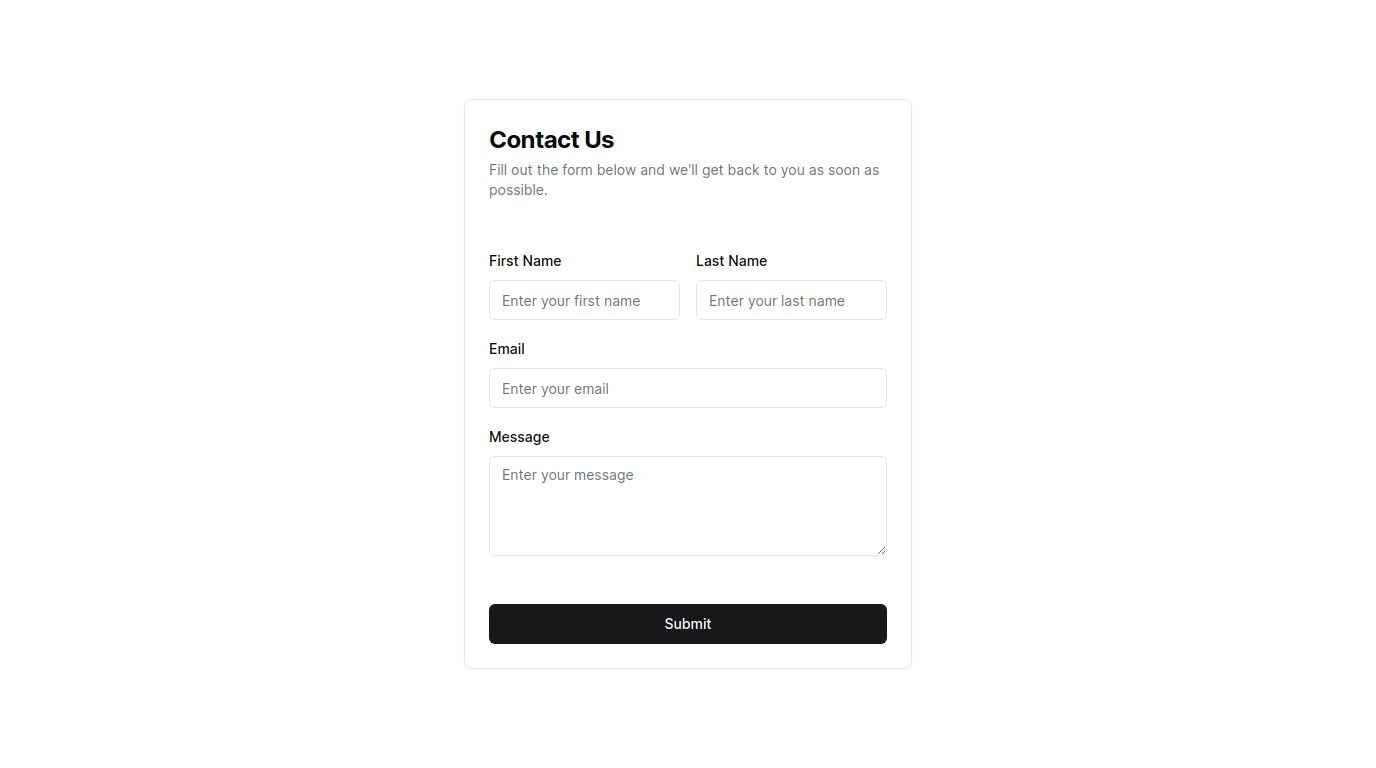 Contact Us
Fill out the form below and we'll get back to you as soon as
possible.
First Name
Last Name
Enter your first name
Enter your last name
Email
Enter your email
Message
Enter your message
Submit